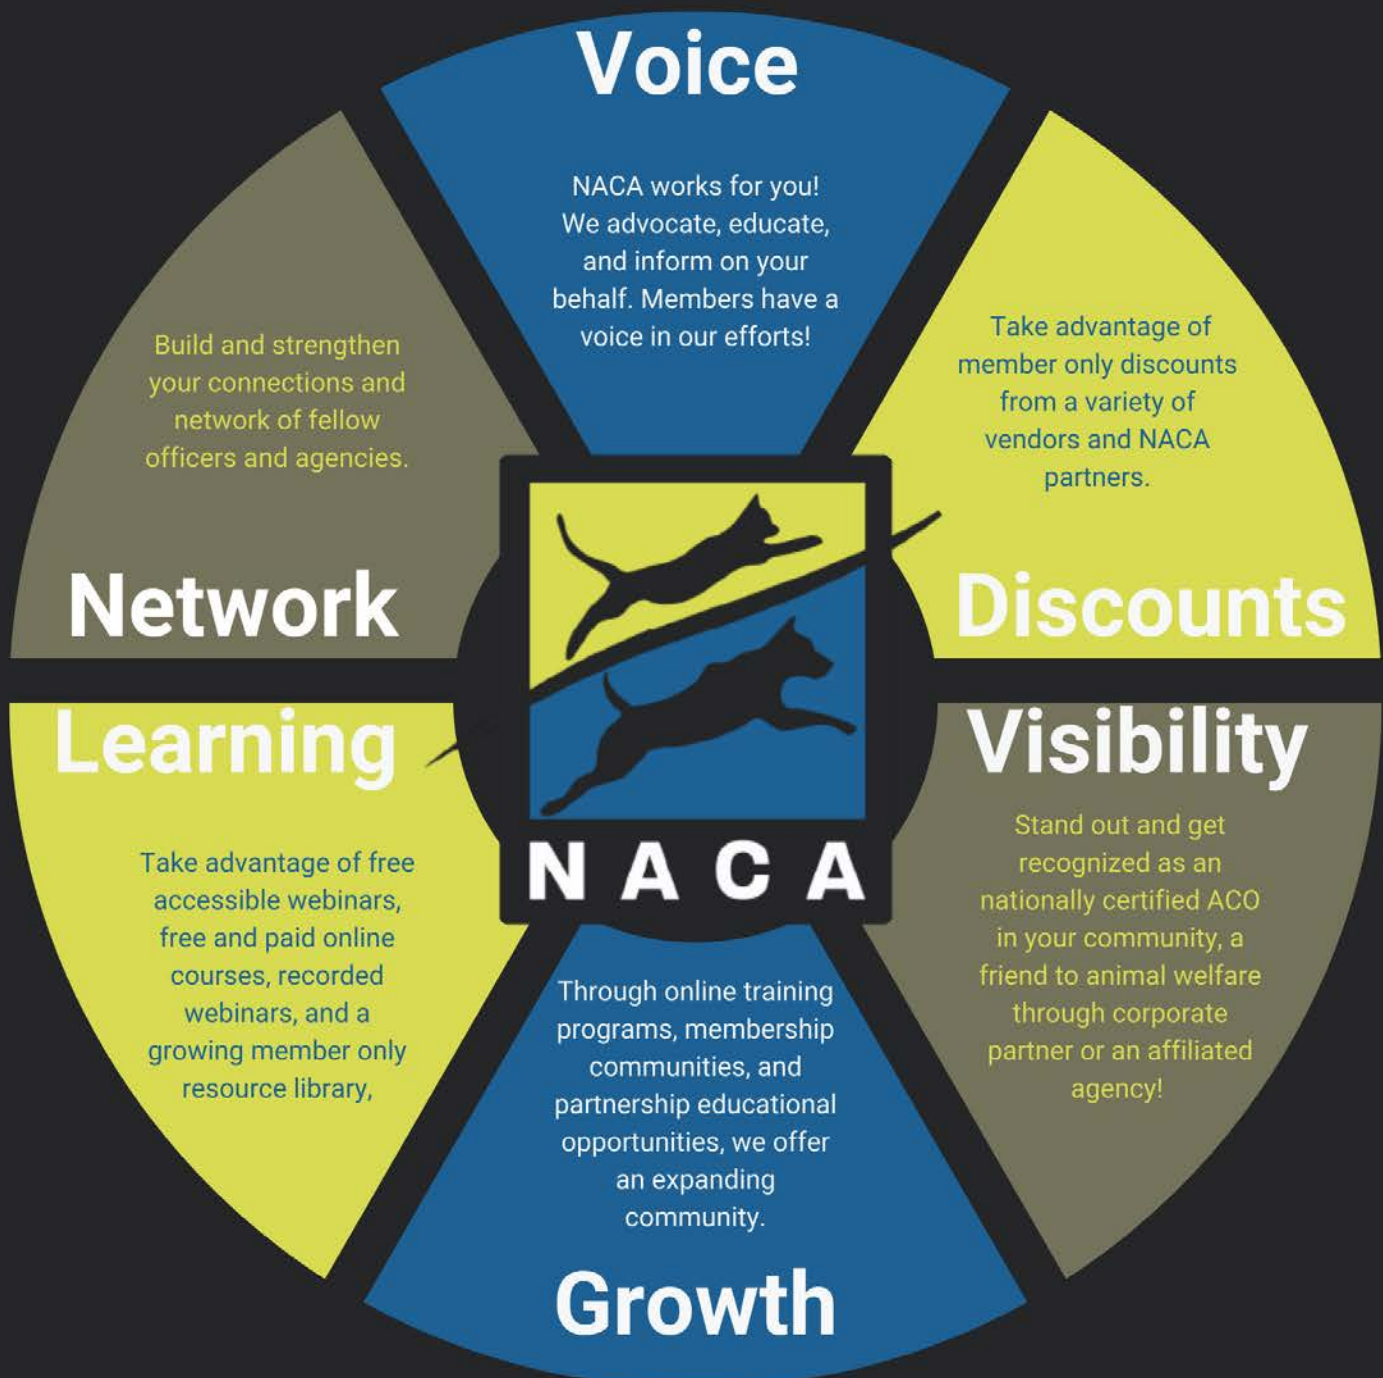 Voice
NACA works for you!
We advocate, educate,
and inform on your
behalf. Members have a
voice in our efforts!
Take advantage of
member only discounts
from a variety of
vendors and NACA
partners.
Discounts
Visibility
Stand out and get
recognized as an
nationally certified ACO
in your community, a
friend to animal welfare
through corporate
partner or an affiliated
agency!
Through online training
programs, membership
communities, and
partnership educational
opportunities, we offer
an expanding
community.
Growth
Learning
Take advantage of free
accessible webinars,
free and paid online
courses, recorded
webinars, and a
growing member only
resource library,
Build and strengthen
your connections and
network of fellow
officers and agencies.
Network
NACA